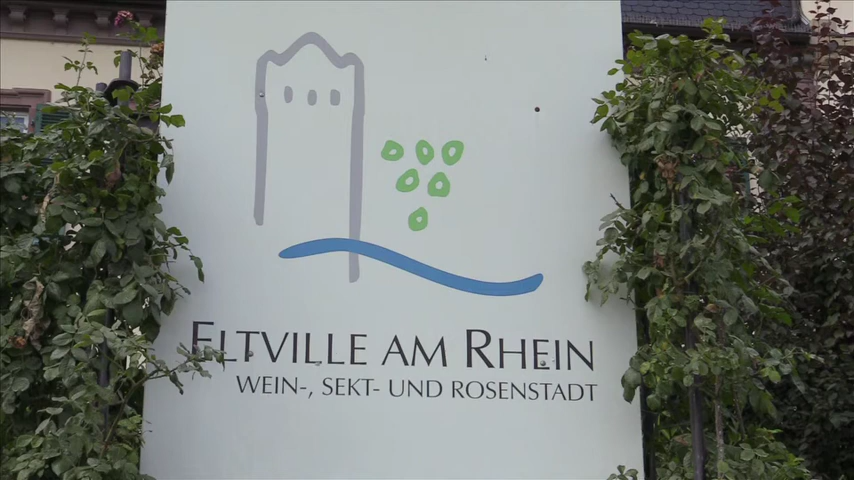 ELTVILLE AM RHEIN
WEIN-, SEKT- UND ROSENSTADT